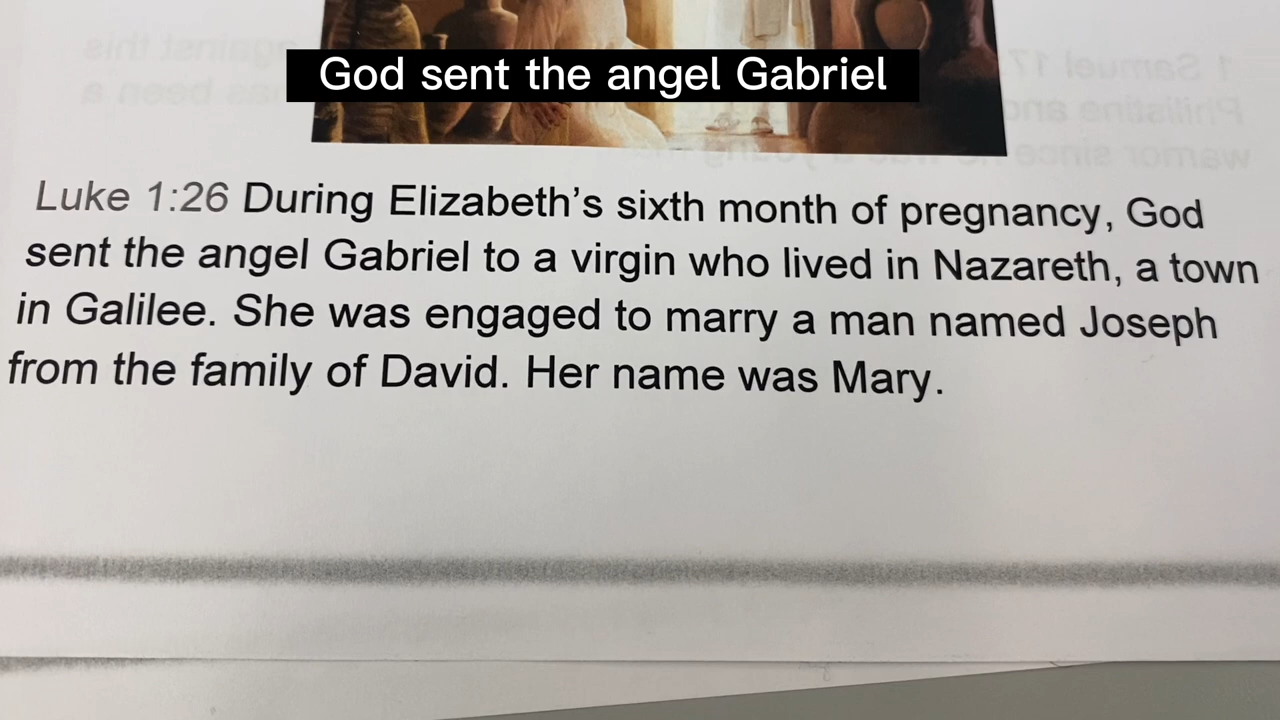 God sent the angel Gabriel
Luke 1:26 During Elizabeth’s sixth month of pregnancy, God
sent the angel Gabriel to a virgin who lived in Nazareth, a town
in Galilee. She was engaged to marry a man named Joseph
from the family of David. Her name was Mary.